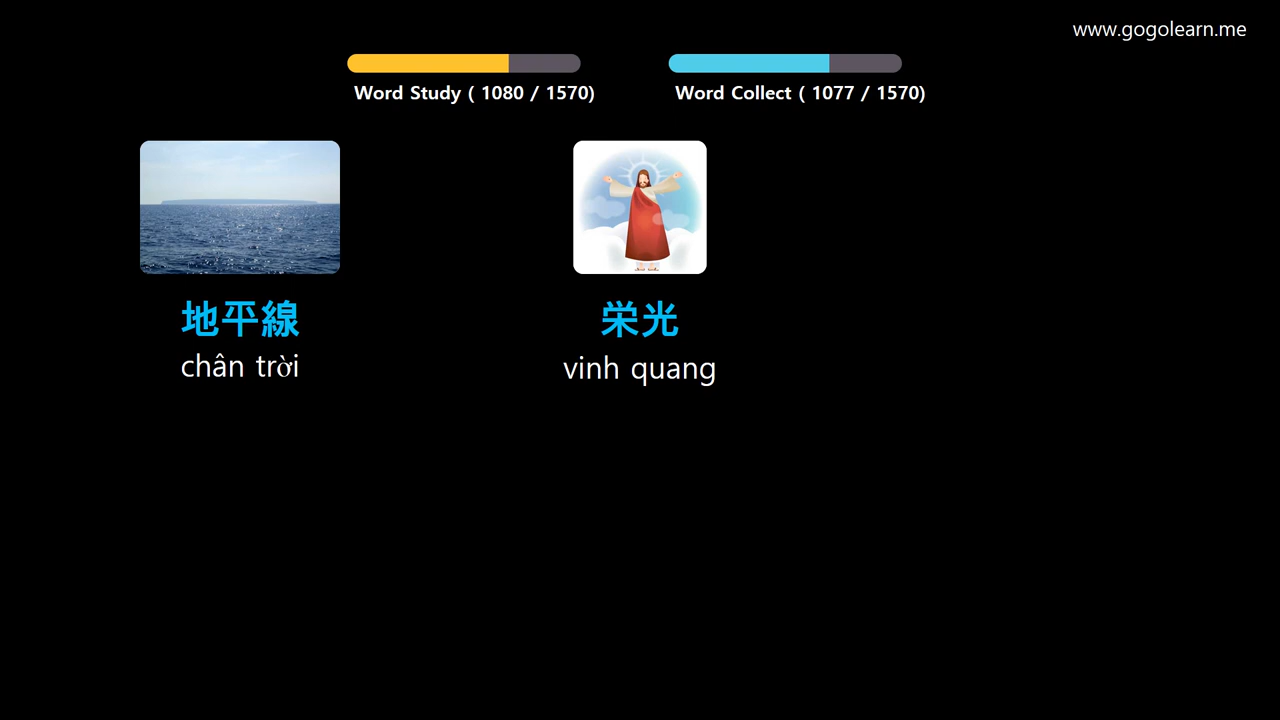 www.gogolearn.me
Word Study ( 1080 / 1570)
Word Collect ( 1077 / 1570)
地平線
chân trời
栄光
vinh quang